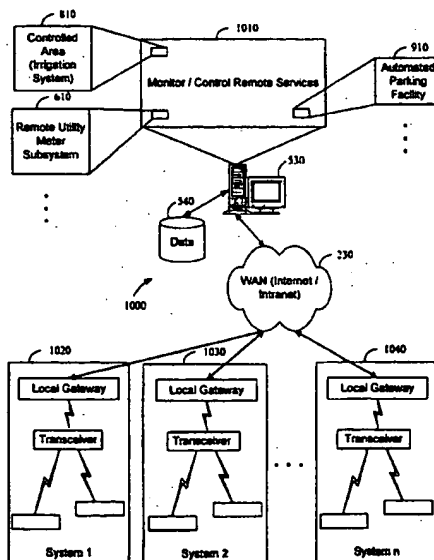 810
1010
910
Controlled
Area
(Irrigation
System)
Monitor / Control Remote Services
Automated
Parking
Facility
610
Remote Utility
Meter
Subsystem
530
540
Data
230
WAN (Internet /
Intranet)
1000
1020
1030
1040
Local Gateway
Local Gateway
Local Gateway
Transceiver
Transceiver
Transceiver
System 1
System 2
System n